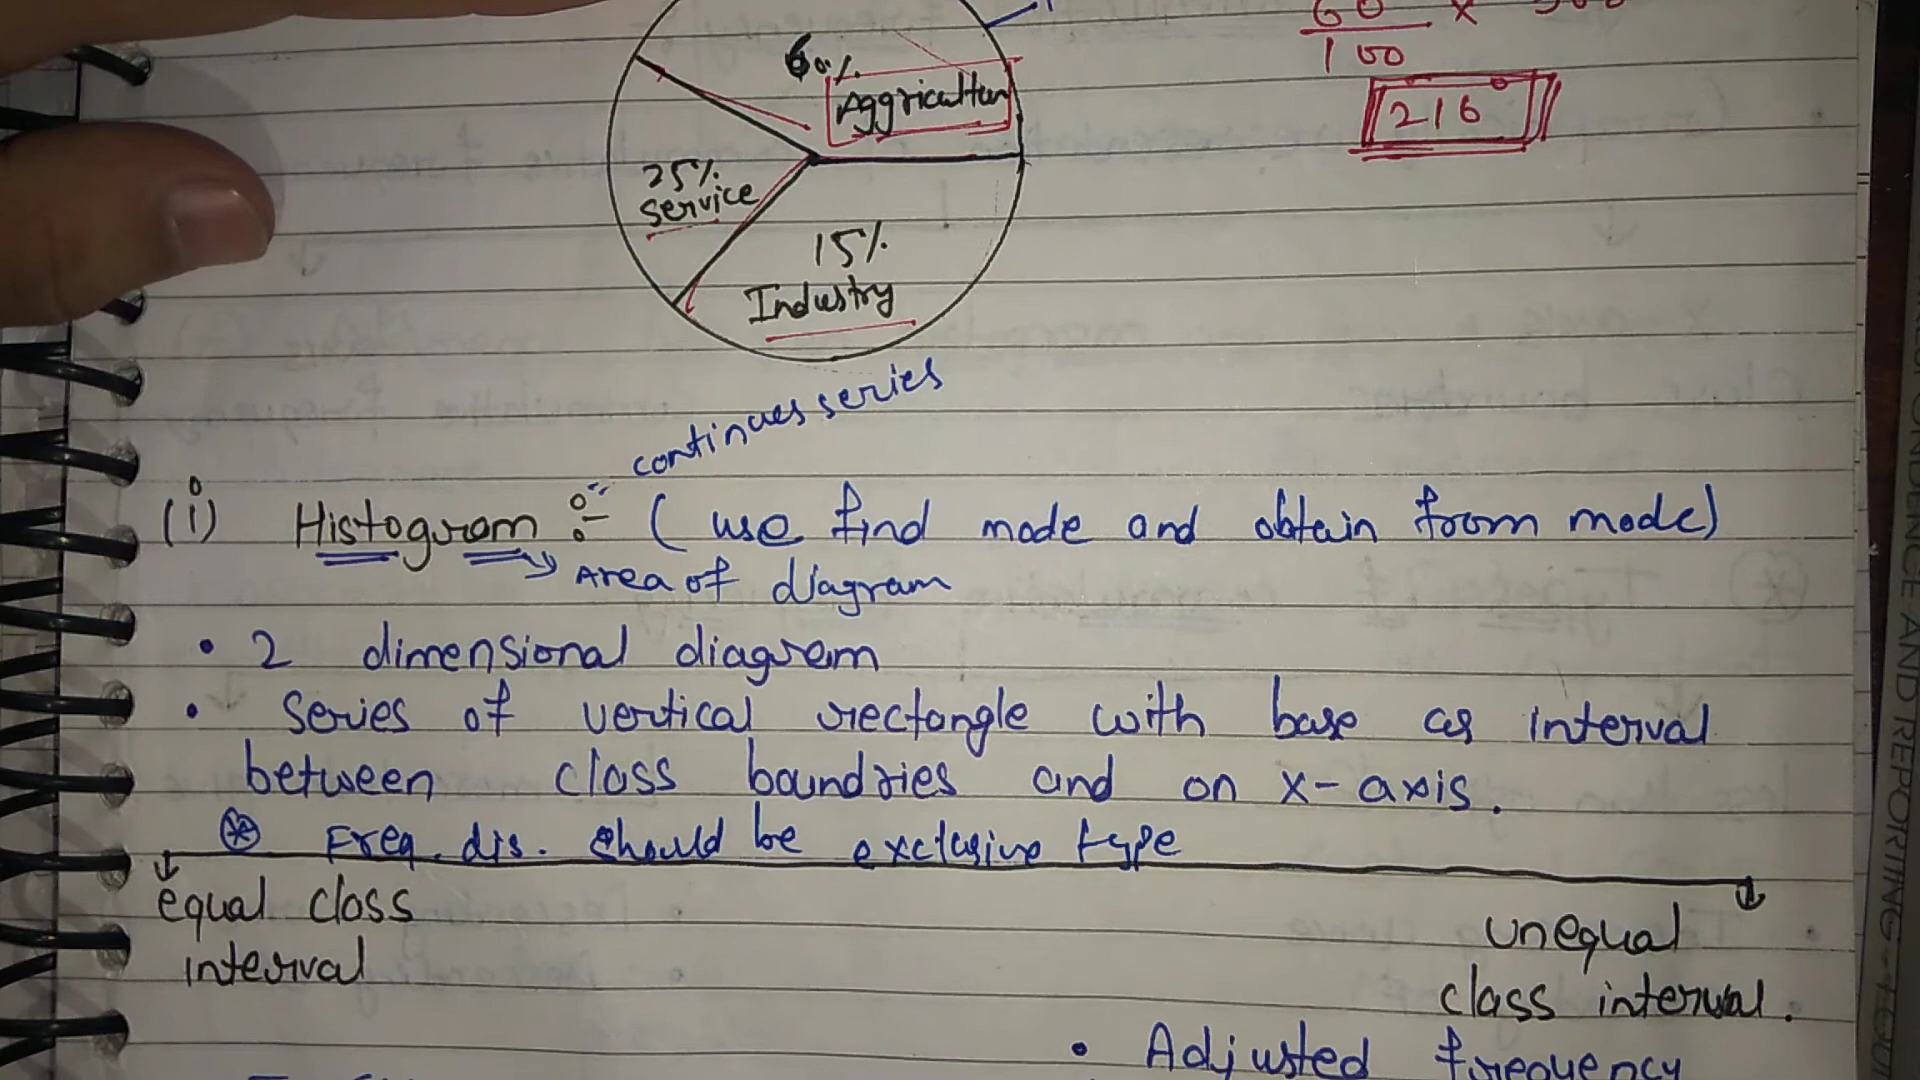 60 ×
100
216°
60%
Aggricultur
25%
service
15%
Industry
continues series
(i) Histogram :- ( use find mode and obtain from mode)
Area of diagram
• 2 dimensional diagram
• Series of vertical rectangle with base as interval
between class boundries and on x-axis.
Freq. dis. should be exclusive type
equal class
interval
unequal
class interval.
• Adjusted frequency